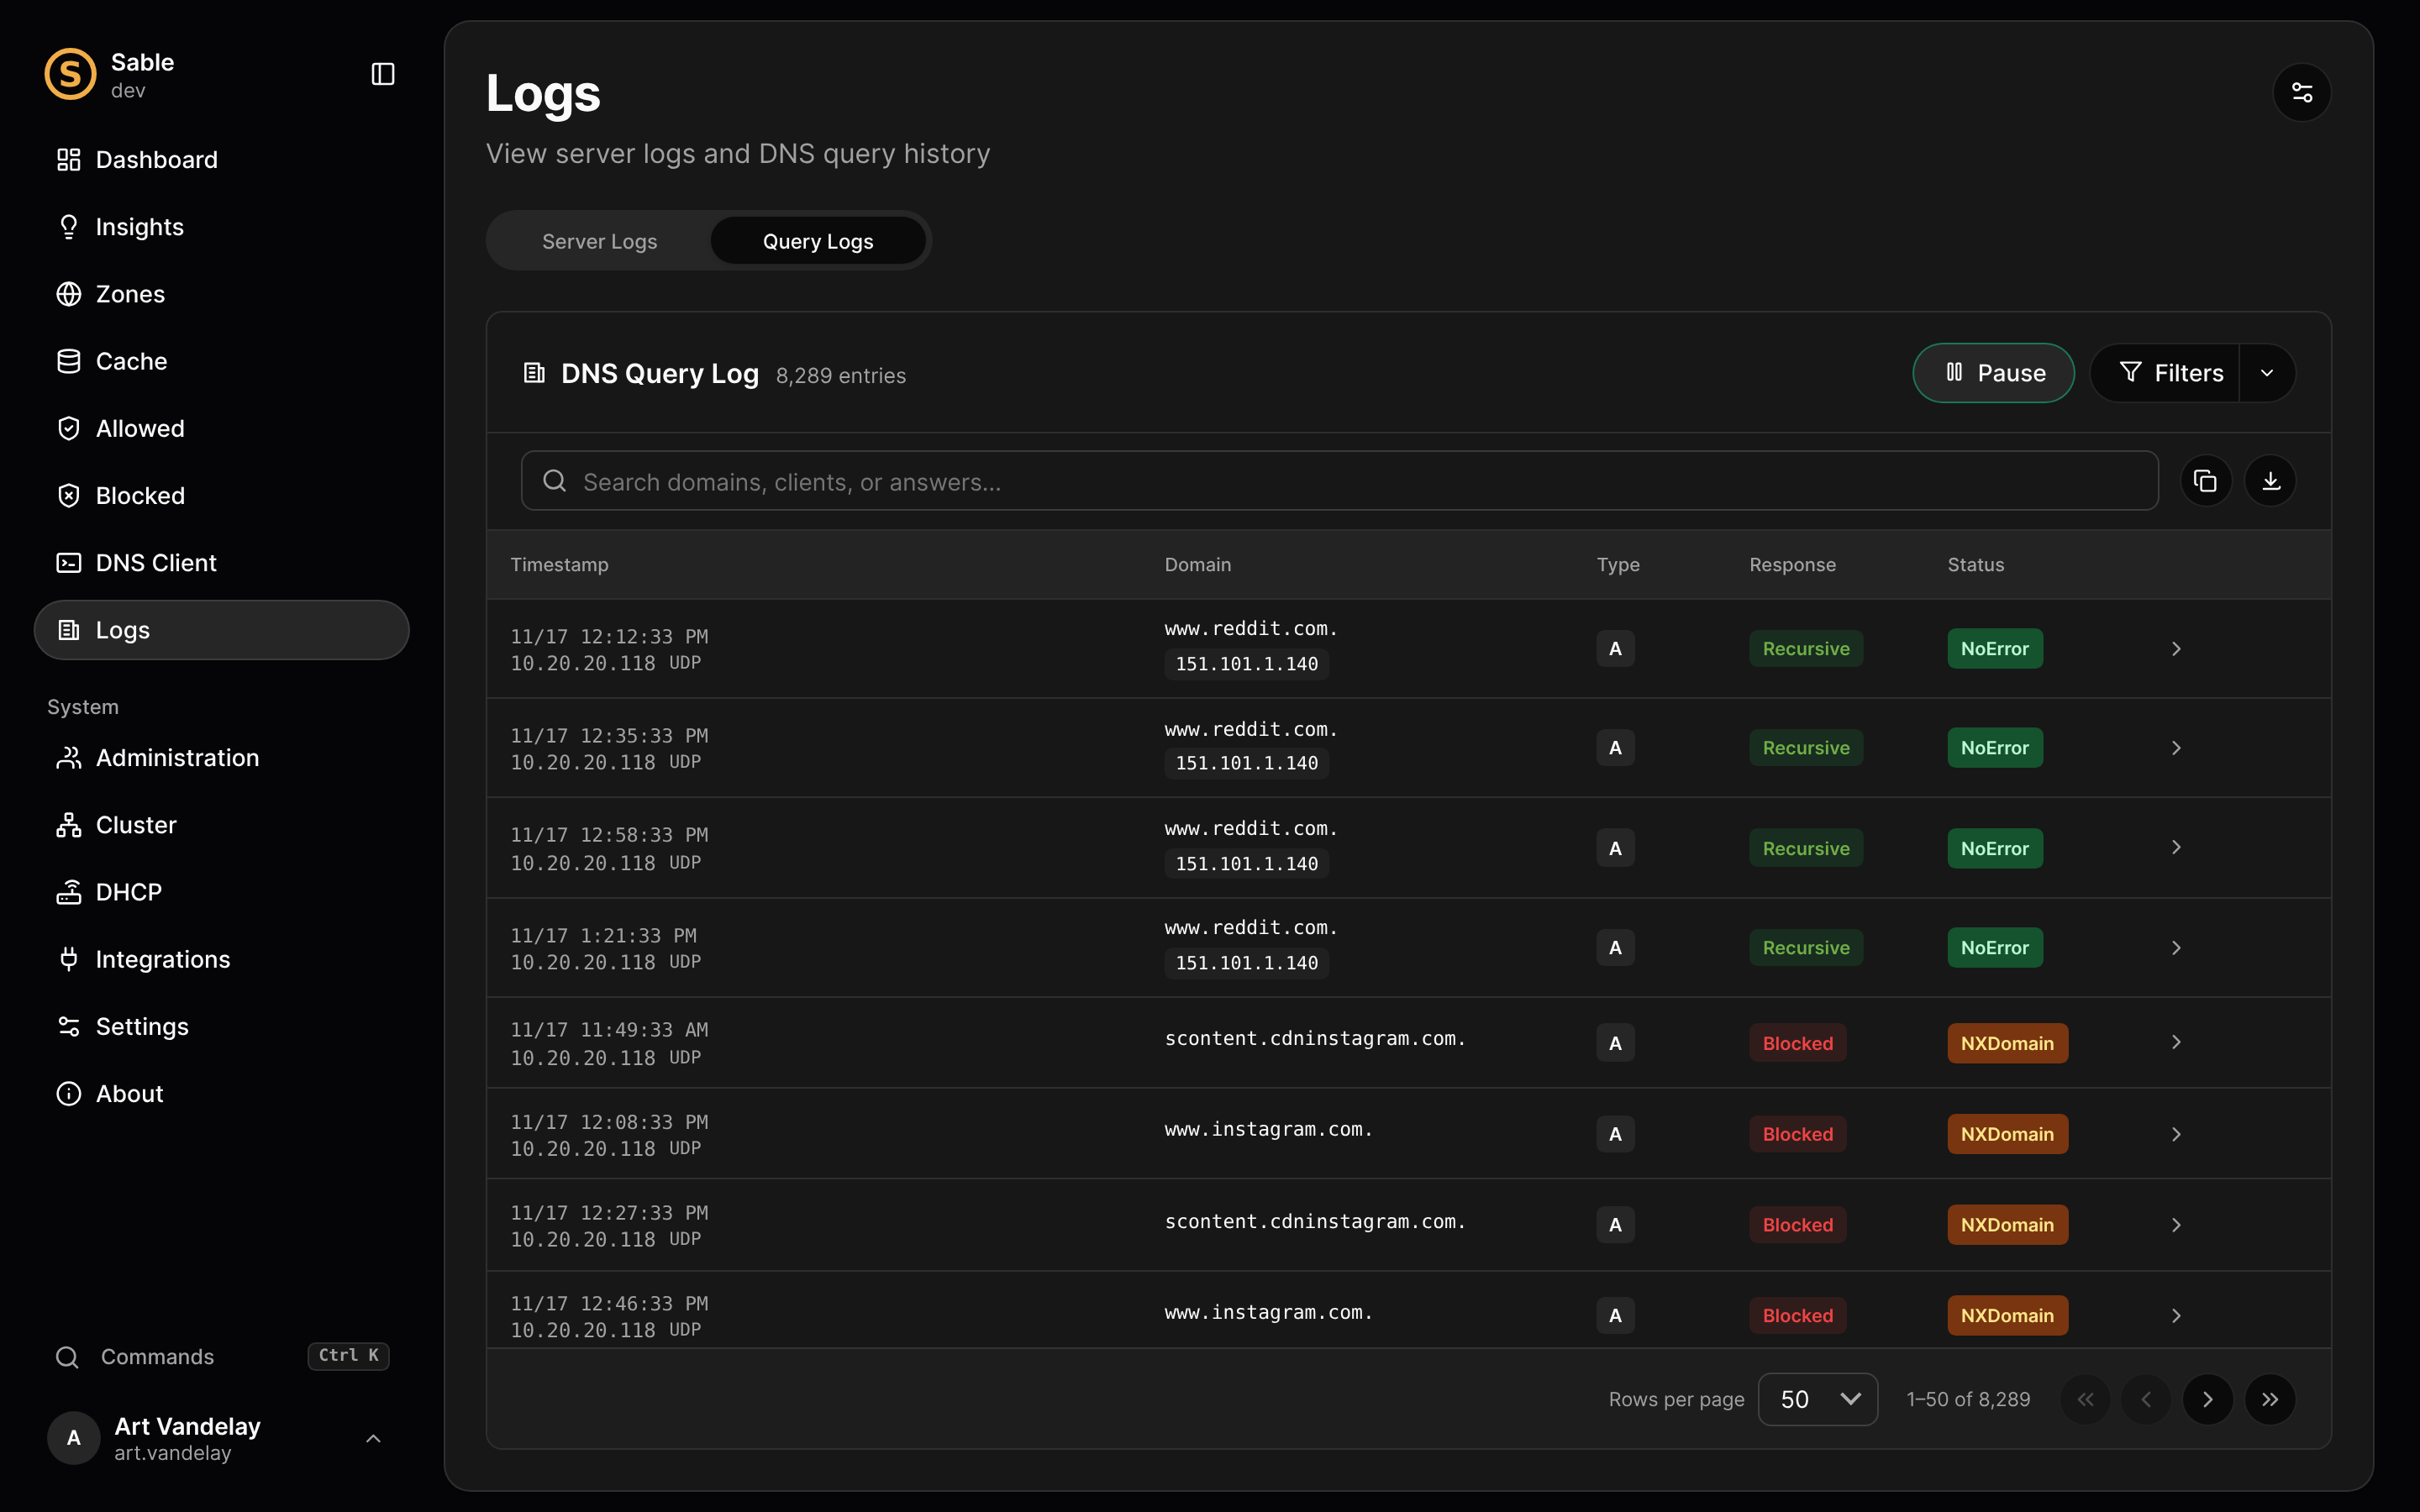 S
Sable
dev
Dashboard
Insights
Zones
Cache
Allowed
Blocked
DNS Client
Logs
System
Administration
Cluster
DHCP
Integrations
Settings
About
Commands
Ctrl K
A
Art Vandelay
art.vandelay
Logs
View server logs and DNS query history
Server Logs
Query Logs
DNS Query Log 8,289 entries
Pause
Filters
Search domains, clients, or answers...
Timestamp Domain Type Response Status
11/17 12:12:33 PM
10.20.20.118 UDP
www.reddit.com.
151.101.1.140
A
Recursive
NoError
11/17 12:35:33 PM
10.20.20.118 UDP
www.reddit.com.
151.101.1.140
A
Recursive
NoError
11/17 12:58:33 PM
10.20.20.118 UDP
www.reddit.com.
151.101.1.140
A
Recursive
NoError
11/17 1:21:33 PM
10.20.20.118 UDP
www.reddit.com.
151.101.1.140
A
Recursive
NoError
11/17 11:49:33 AM
10.20.20.118 UDP
scontent.cdninstagram.com.
A
Blocked
NXDomain
11/17 12:08:33 PM
10.20.20.118 UDP
www.instagram.com.
A
Blocked
NXDomain
11/17 12:27:33 PM
10.20.20.118 UDP
scontent.cdninstagram.com.
A
Blocked
NXDomain
11/17 12:46:33 PM
10.20.20.118 UDP
www.instagram.com.
A
Blocked
NXDomain
Rows per page 50 1–50 of 8,289